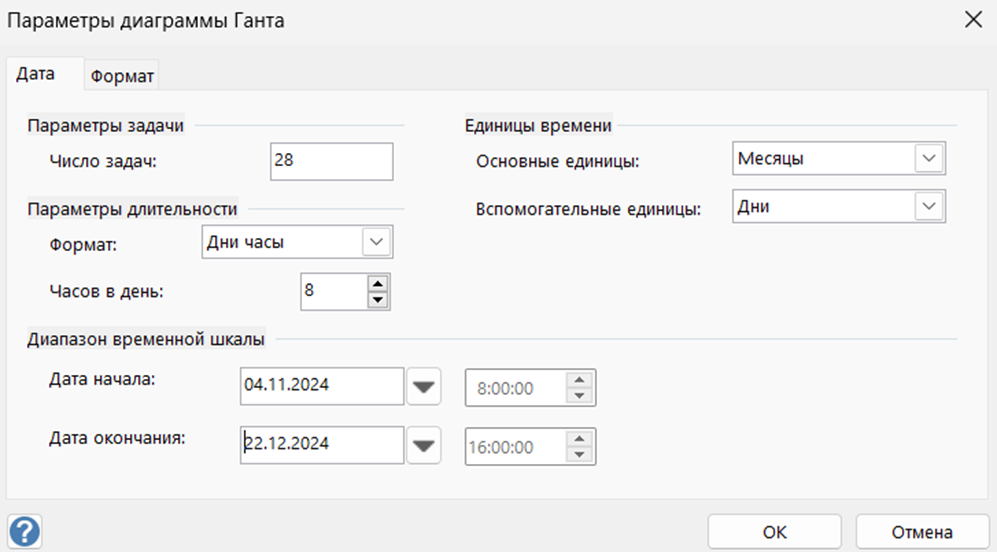 Параметры диаграммы Ганта
Дата
Формат
Параметры задачи
Число задач: 28
Параметры длительности
Формат: Дни часы
Часов в день: 8
Единицы времени
Основные единицы: Месяцы
Вспомогательные единицы: Дни
Диапазон временной шкалы
Дата начала: 04.11.2024 8:00:00
Дата окончания: 22.12.2024 16:00:00
?
ОК
Отмена